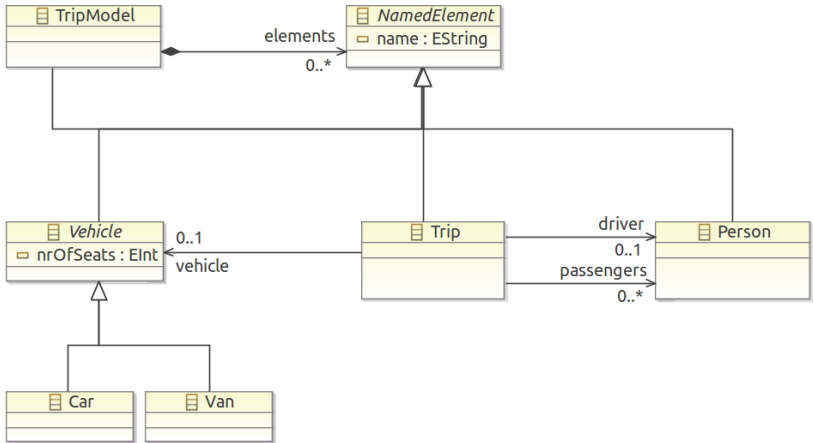 TripModel
NamedElement
elements
name : EString
0..*
Vehicle
0..1
Trip
driver
Person
nrOfSeats : EInt
vehicle
0..1
passengers
0..*
Car
Van